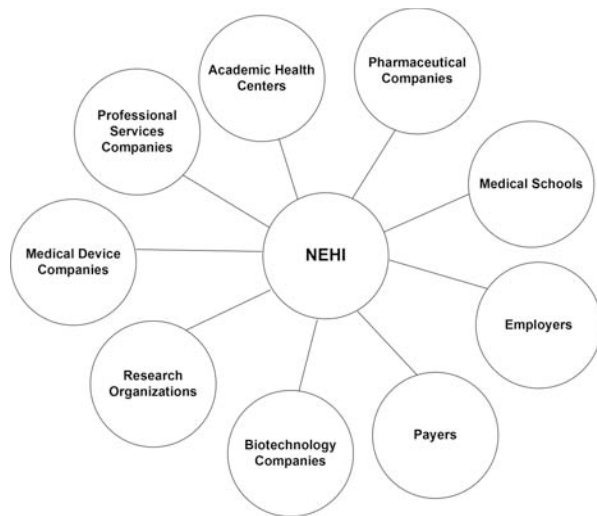 Academic Health
Centers
Pharmaceutical
Companies
Professional
Services
Companies
Medical Schools
NEHI
Medical Device
Companies
Employers
Research
Organizations
Biotechnology
Companies
Payers